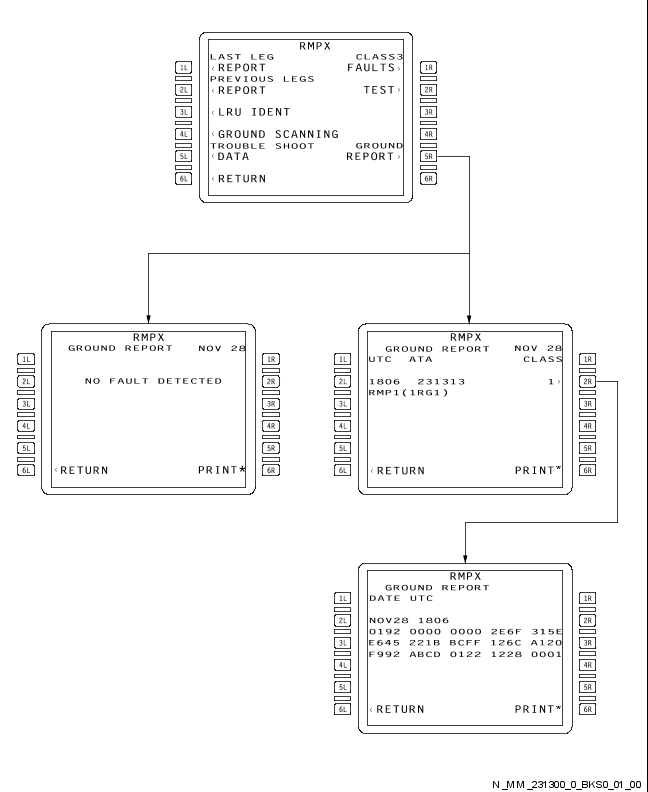 RMPX
LAST LEG CLASS3
1L ‹REPORT FAULTS› 1R
PREVIOUS LEGS
2L ‹REPORT TEST› 2R
3L ‹LRU IDENT 3R
4L ‹GROUND SCANNING 4R
TROUBLE SHOOT GROUND
5L ‹DATA REPORT› 5R
6L ‹RETURN 6R
RMPX
GROUND REPORT NOV 28
1L 1R
2L NO FAULT DETECTED 2R
3L 3R
4L 4R
5L 5R
6L ‹RETURN PRINT* 6R
RMPX
GROUND REPORT NOV 28
1L UTC ATA CLASS 1R
2L 1806 231313 1› 2R
RMP1(1RG1)
3L 3R
4L 4R
5L 5R
6L ‹RETURN PRINT* 6R
RMPX
GROUND REPORT
1L DATE UTC 1R
2L NOV28 1806 2R
0192 0000 0000 2E6F 315E
3L E645 221B BCFF 126C A120 3R
F992 ABCD 0122 1228 0001
4L 4R
5L 5R
6L ‹RETURN PRINT* 6R
N_MM_231300_0_BKS0_01_00